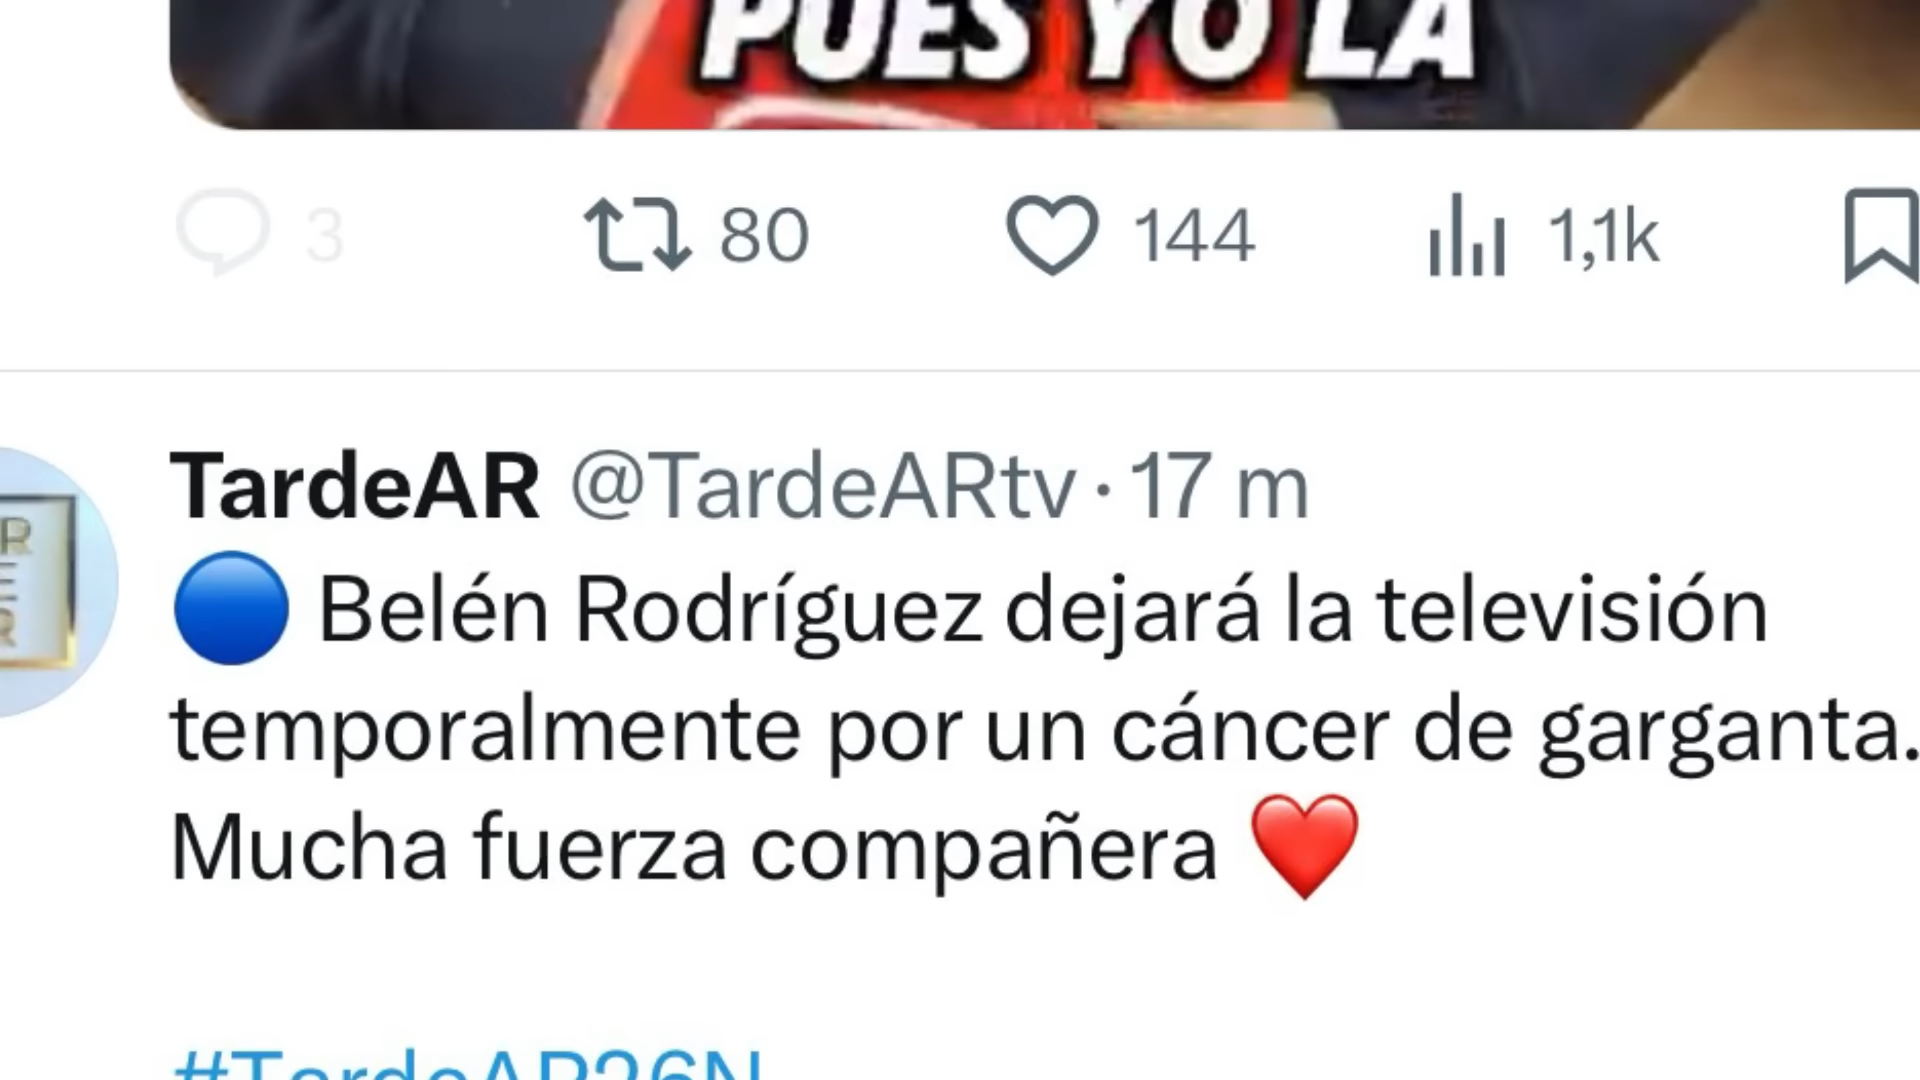 PUES YO LA
3 80 144 1,1k
TardeAR @TardeARtv · 17 m
🔵 Belén Rodríguez dejará la televisión
temporalmente por un cáncer de garganta.
Mucha fuerza compañera ❤️
#TardeAR26N